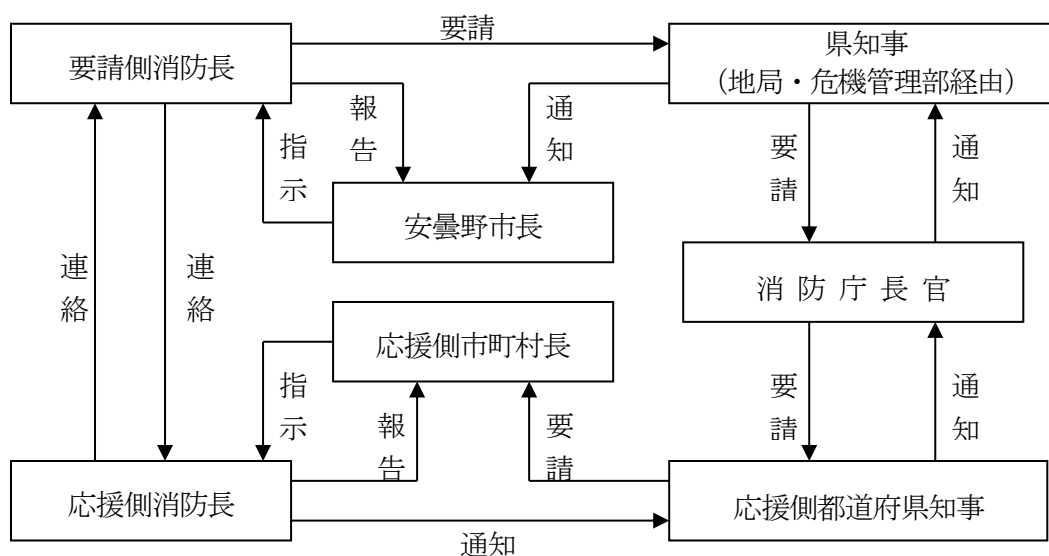 要請
要請側消防長
県知事
（地局・危機管理部経由）
報告
通知
指示
要請
通知
安曇野市長
連絡
連絡
消防庁長官
応援側市町村長
指示
報告
要請
要請
通知
応援側消防長
応援側都道府県知事
通知